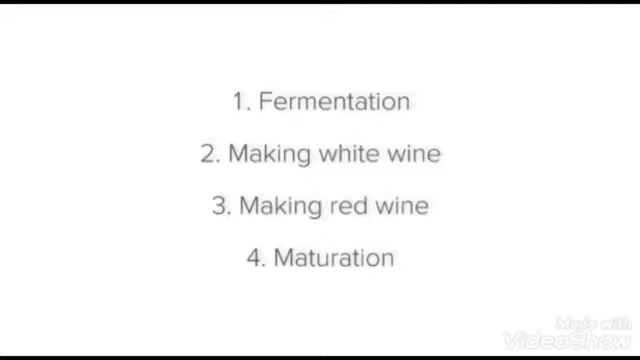 1. Fermentation
2. Making white wine
3. Making red wine
4. Maturation
Made with
VideoShow